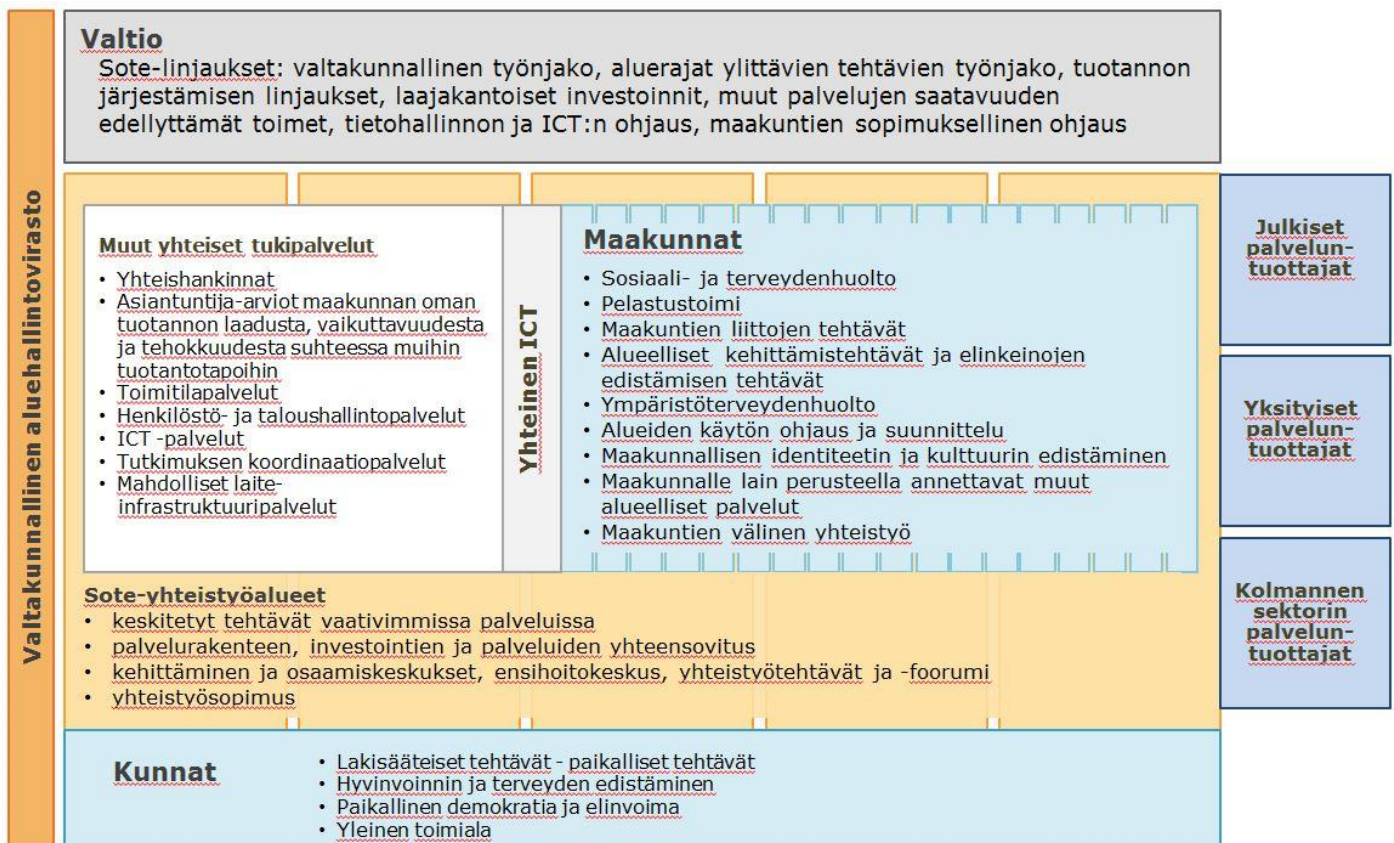 Valtakunnallinen aluehallintovirasto
Valtio
Sote-linjaukset: valtakunnallinen työnjako, aluerajat ylittävien tehtävien työnjako, tuotannon
järjestämisen linjaukset, laajakantoiset investoinnit, muut palvelujen saatavuuden
edellyttämät toimet, tietohallinnon ja ICT:n ohjaus, maakuntien sopimuksellinen ohjaus
Muut yhteiset tukipalvelut
• Yhteishankinnat
• Asiantuntija-arviot maakunnan oman
tuotannon laadusta, vaikuttavuudesta
ja tehokkuudesta suhteessa muihin
tuotantotapoihin
• Toimitilapalvelut
• Henkilöstö- ja taloushallintopalvelut
• ICT -palvelut
• Tutkimuksen koordinaatiopalvelut
• Mahdolliset laite-
infrastruktuuripalvelut
Yhteinen ICT
Maakunnat
• Sosiaali- ja terveydenhuolto
• Pelastustoimi
• Maakuntien liittojen tehtävät
• Alueelliset kehittämistehtävät ja elinkeinojen
edistämisen tehtävät
• Ympäristöterveydenhuolto
• Alueiden käytön ohjaus ja suunnittelu
• Maakunnallisen identiteetin ja kulttuurin edistäminen
• Maakunnalle lain perusteella annettavat muut
alueelliset palvelut
• Maakuntien välinen yhteistyö
Sote-yhteistyöalueet
• keskitetyt tehtävät vaativimmissa palveluissa
• palvelurakenteen, investointien ja palveluiden yhteensovitus
• kehittäminen ja osaamiskeskukset, ensihoitokeskus, yhteistyötehtävät ja -foorumi
• yhteistyösopimus
Kunnat
• Lakisääteiset tehtävät - paikalliset tehtävät
• Hyvinvoinnin ja terveyden edistäminen
• Paikallinen demokratia ja elinvoima
• Yleinen toimiala
Julkiset
palvelun-
tuottajat
Yksityiset
palvelun-
tuottajat
Kolmannen
sektorin
palvelun-
tuottajat